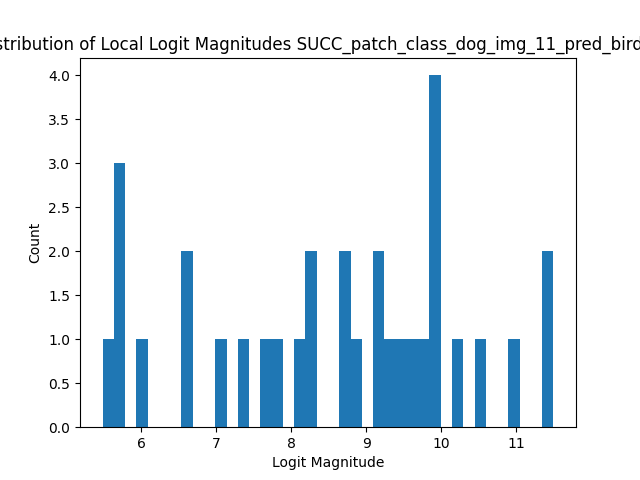 stribution of Local Logit Magnitudes SUCC_patch_class_dog_img_11_pred_bird
4.0
3.5
3.0
2.5
2.0
1.5
1.0
0.5
0.0
Count
6 7 8 9 10 11
Logit Magnitude